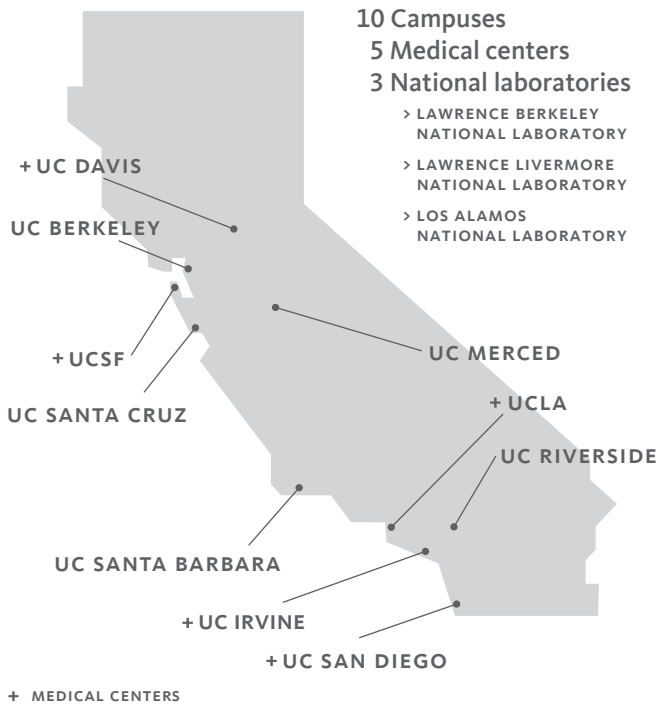 10 Campuses
5 Medical centers
3 National laboratories
> LAWRENCE BERKELEY
NATIONAL LABORATORY
> LAWRENCE LIVERMORE
NATIONAL LABORATORY
> LOS ALAMOS
NATIONAL LABORATORY
+ UC DAVIS
UC BERKELEY
+ UCSF
UC SANTA CRUZ
UC MERCED
+ UCLA
UC RIVERSIDE
UC SANTA BARBARA
+ UC IRVINE
+ UC SAN DIEGO
+ MEDICAL CENTERS